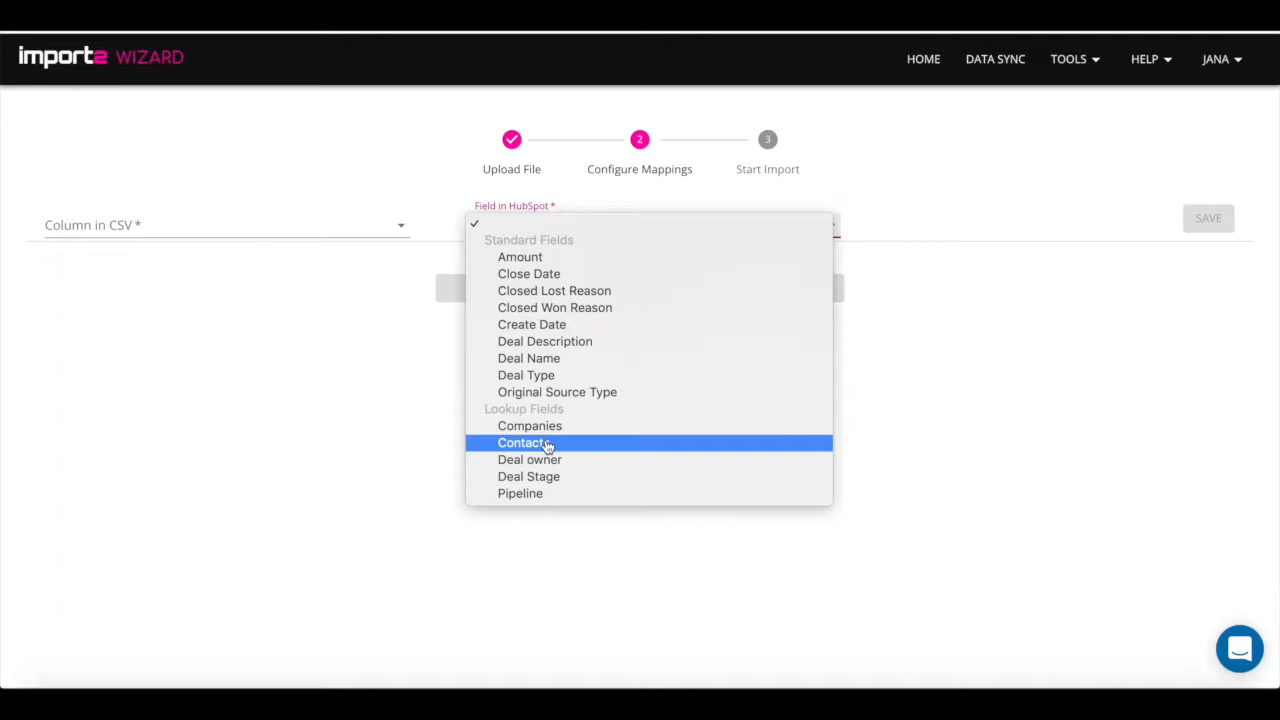 import2 WIZARD
HOME
DATA SYNC
TOOLS
HELP
JANA
2
3
Upload File
Configure Mappings
Start Import
Field in HubSpot *
Column in CSV *
SAVE
Standard Fields
Amount
Close Date
Closed Lost Reason
Closed Won Reason
Create Date
Deal Description
Deal Name
Deal Type
Original Source Type
Lookup Fields
Companies
Contacts
Deal owner
Deal Stage
Pipeline